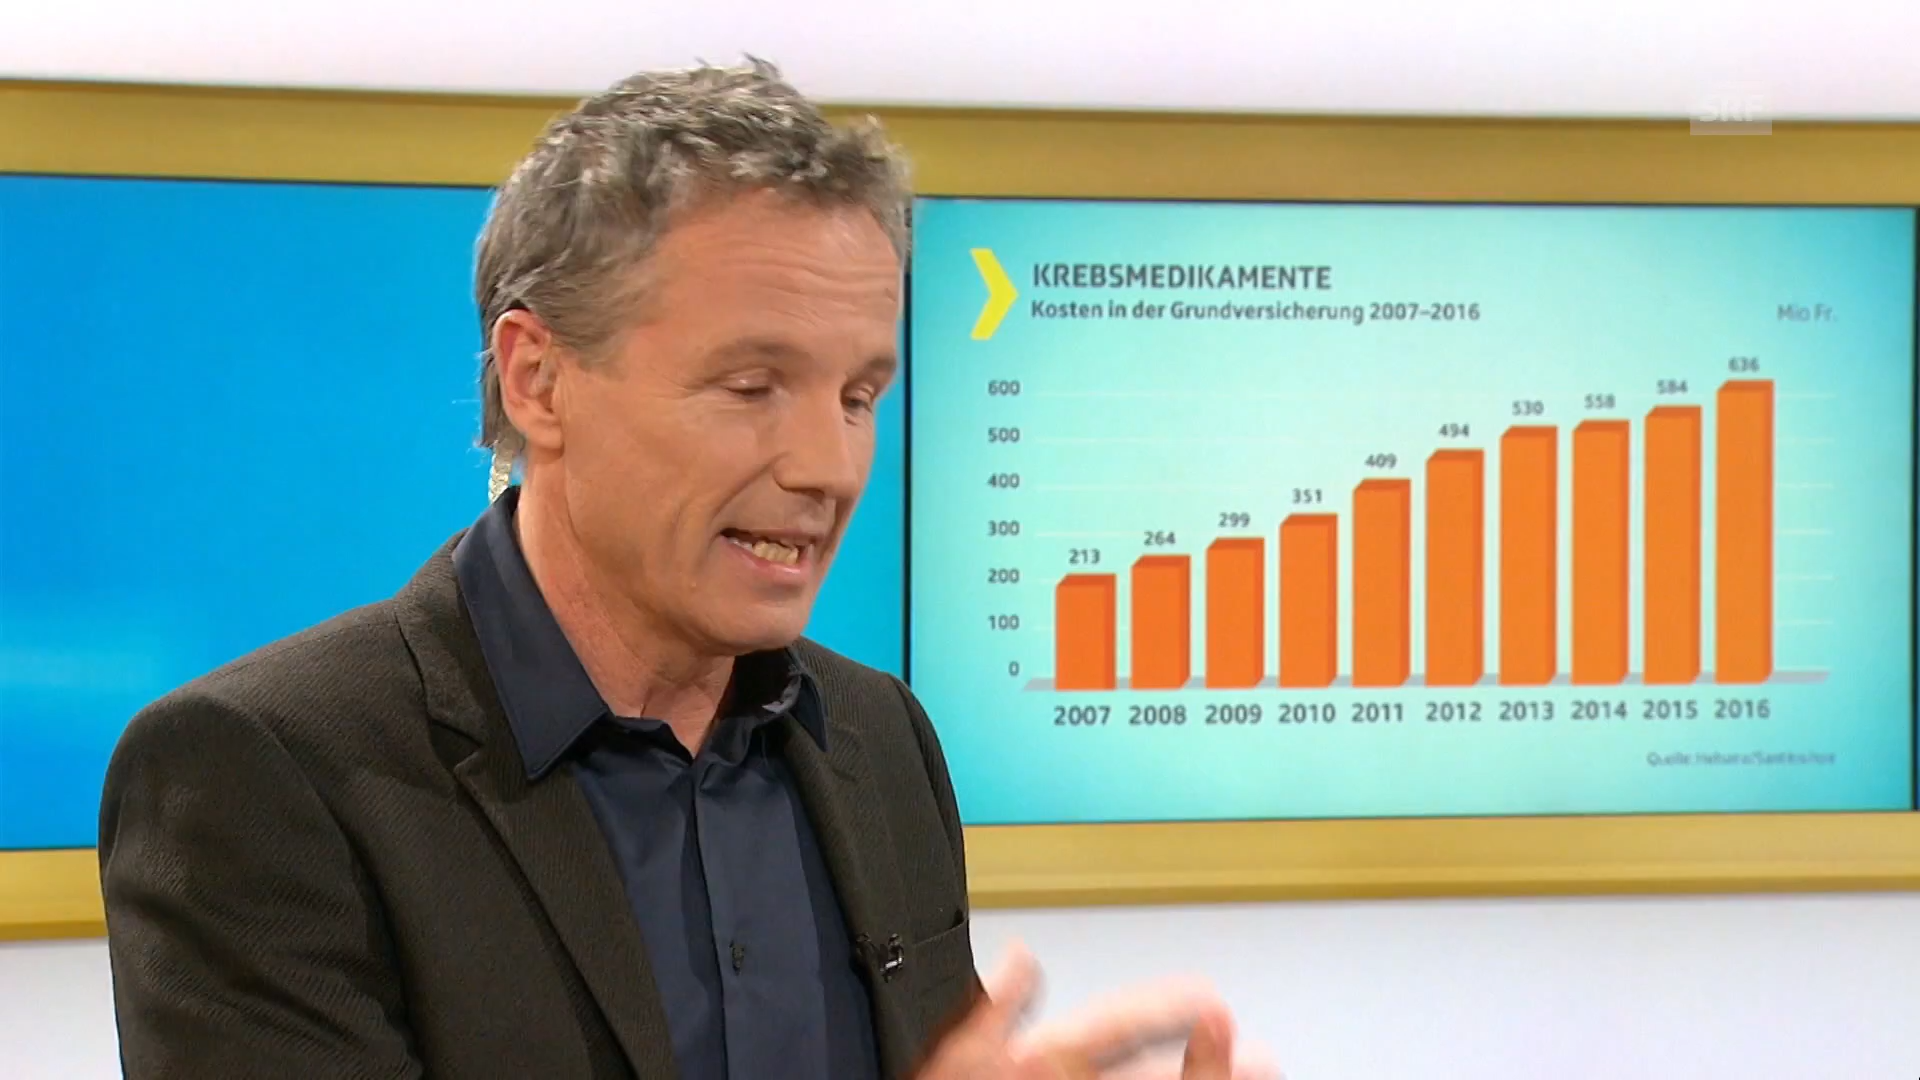 SRF
KREBSMEDIKAMENTE
Kosten in der Grundversicherung 2007–2016
Mio Fr.
600
500
400
300
200
100
0
213
264
299
351
409
494
530
558
584
636
2007 2008 2009 2010 2011 2012 2013 2014 2015 2016
Quelle: